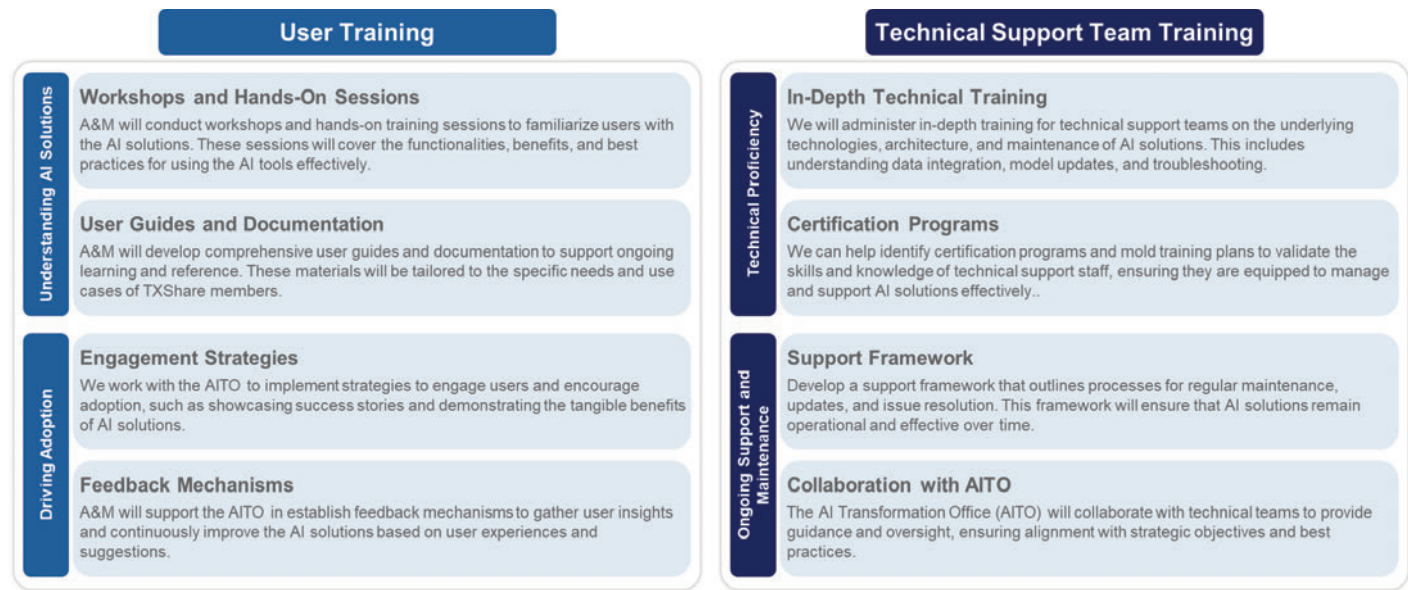 User Training
Understanding AI Solutions
Workshops and Hands-On Sessions
A&M will conduct workshops and hands-on training sessions to familiarize users with
the AI solutions. These sessions will cover the functionalities, benefits, and best
practices for using the AI tools effectively.
User Guides and Documentation
A&M will develop comprehensive user guides and documentation to support ongoing
learning and reference. These materials will be tailored to the specific needs and use
cases of TXShare members.
Driving Adoption
Engagement Strategies
We work with the AITO to implement strategies to engage users and encourage
adoption, such as showcasing success stories and demonstrating the tangible benefits
of AI solutions.
Feedback Mechanisms
A&M will support the AITO in establish feedback mechanisms to gather user insights
and continuously improve the AI solutions based on user experiences and
suggestions.
Technical Support Team Training
Technical Proficiency
In-Depth Technical Training
We will administer in-depth training for technical support teams on the underlying
technologies, architecture, and maintenance of AI solutions. This includes
understanding data integration, model updates, and troubleshooting.
Certification Programs
We can help identify certification programs and mold training plans to validate the
skills and knowledge of technical support staff, ensuring they are equipped to manage
and support AI solutions effectively..
Ongoing Support and
Maintenance
Support Framework
Develop a support framework that outlines processes for regular maintenance,
updates, and issue resolution. This framework will ensure that AI solutions remain
operational and effective over time.
Collaboration with AITO
The AI Transformation Office (AITO) will collaborate with technical teams to provide
guidance and oversight, ensuring alignment with strategic objectives and best
practices.